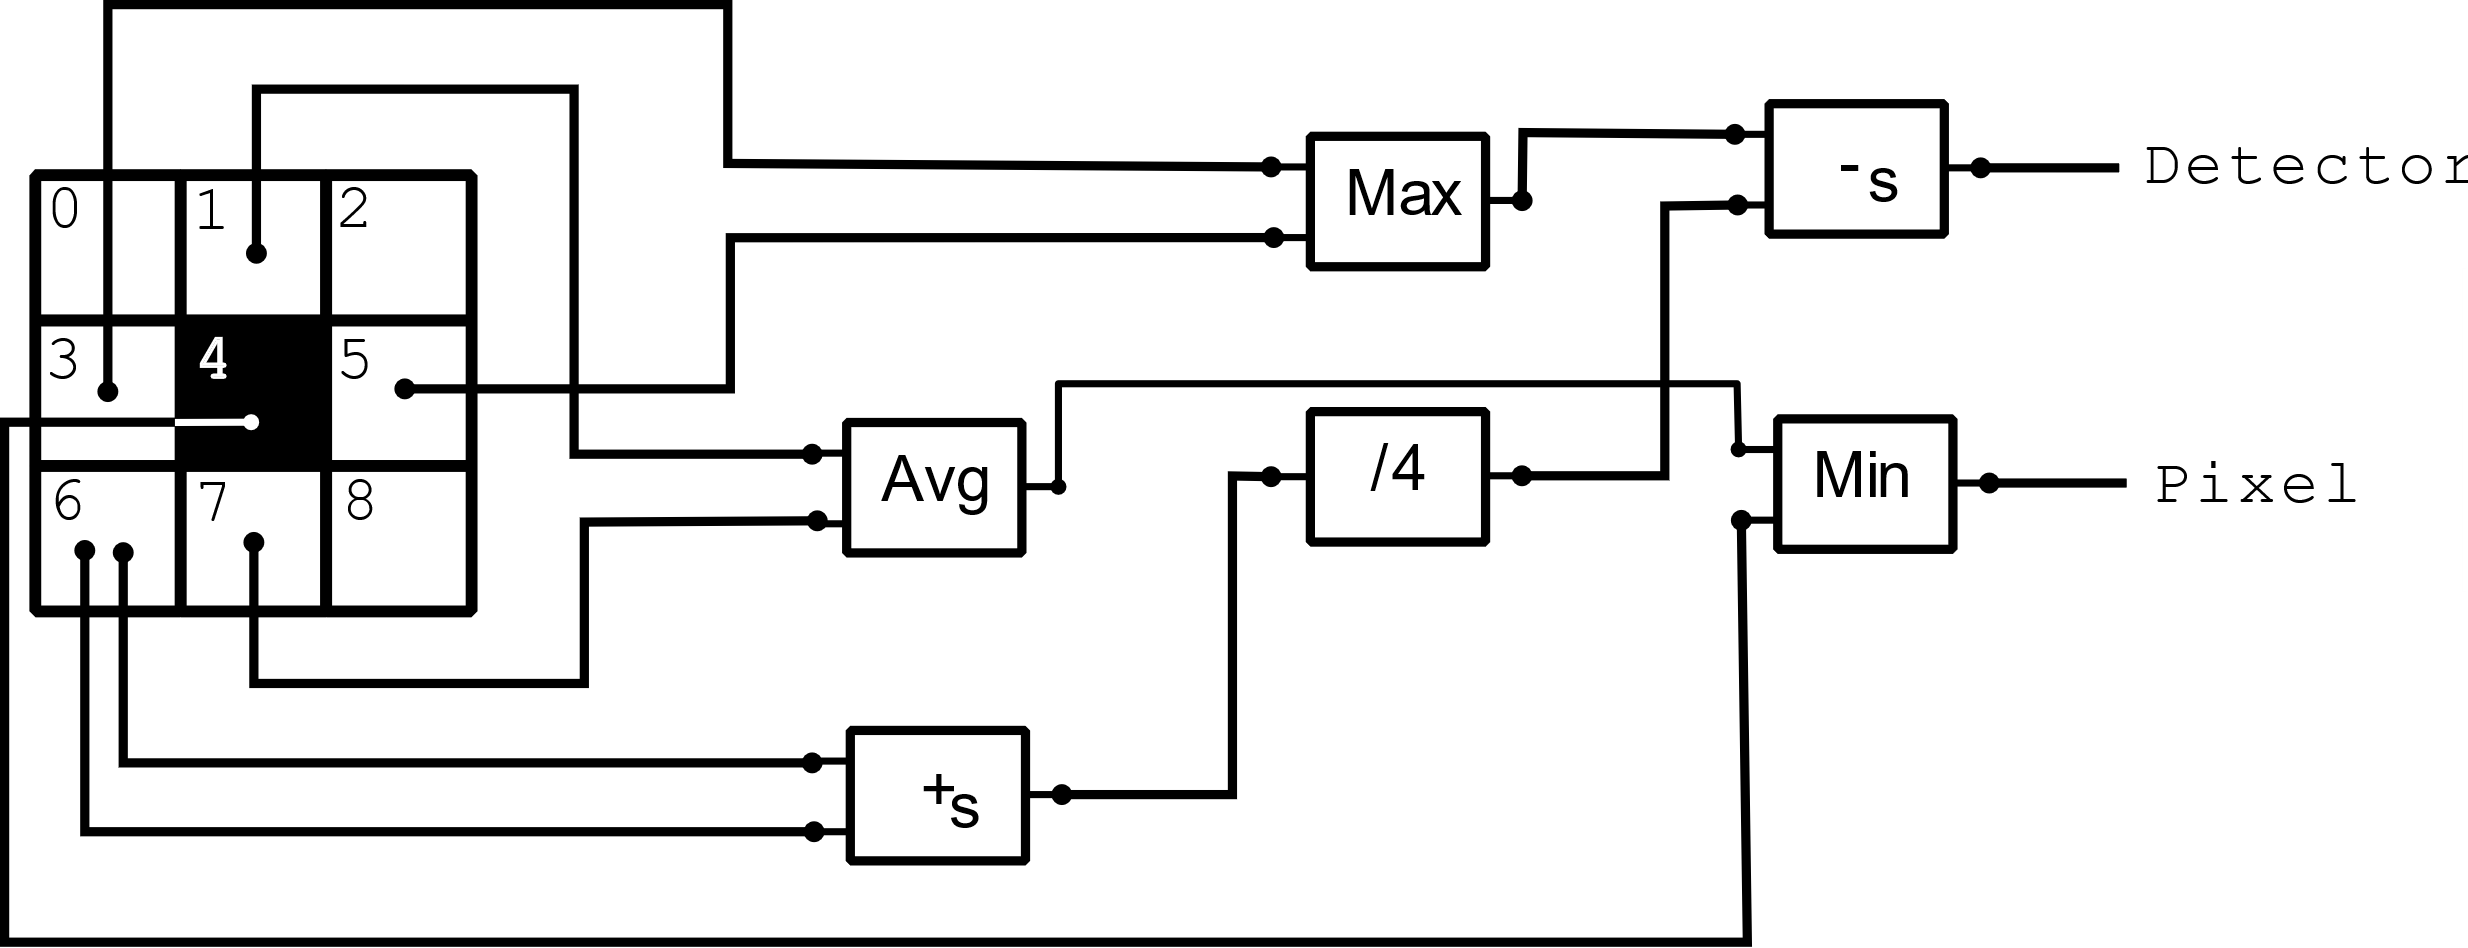 0 1 2
3 4 5
6 7 8
Max
-s
Detector
Avg
/4
Min
Pixel
+s